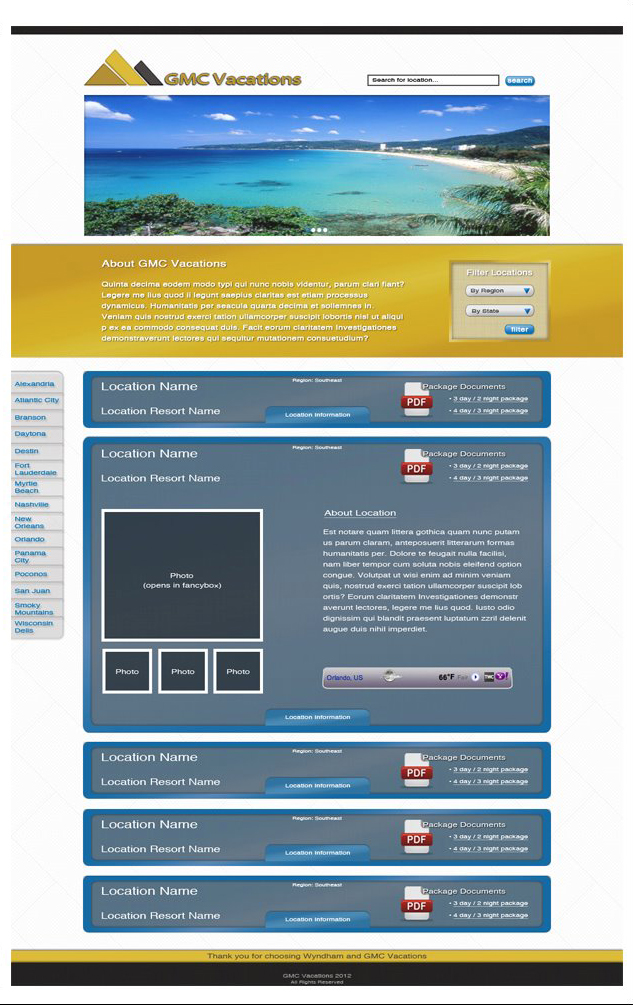 GMC Vacations
Search for location...
search
About GMC Vacations
Quinta decima eodem modo typi qui nunc nobis videntur, parum clari fiant?
Legere me lius quod ii legunt saepius claritas est etiam processus
dynamicus. Humanitatis per seacula quarta decima et sollemnes in.
Veniam quis nostrud exerci tation ullamcorper suscipit lobortis nisl ut aliqui
p ex ea commodo consequat duis. Facit eorum claritatem Investigationes
demonstraverunt lectores qui sequitur mutationem consuetudium?
Filter Locations
By Region
By State
filter
Alexandria
Atlantic City
Branson
Daytona
Destin
Fort
Lauderdale
Myrtle
Beach
Nashville
New
Orleans
Orlando
Panama
City
Poconos
San Juan
Smoky
Mountains
Wisconsin
Dells
Location Name
Region: Southeast
Package Documents
PDF
• 3 day / 2 night package
• 4 day / 3 night package
Location Resort Name
Location Information
Location Name
Region: Southeast
Package Documents
PDF
• 3 day / 2 night package
• 4 day / 3 night package
Location Resort Name
Photo
(opens in fancybox)
Photo
Photo
Photo
About Location
Est notare quam littera gothica quam nunc putam
us parum claram, anteposuerit litterarum formas
humanitatis per. Dolore te feugait nulla facilisi,
nam liber tempor cum soluta nobis eleifend option
congue. Volutpat ut wisi enim ad minim veniam
quis, nostrud exerci tation ullamcorper suscipit lob
ortis? Eorum claritatem Investigationes demonstr
averunt lectores, legere me lius quod. Iusto odio
dignissim qui blandit praesent luptatum zzril delenit
augue duis nihil imperdiet.
Orlando, US
66°F Fair
TWC
Y!
Location Information
Location Name
Region: Southeast
Package Documents
PDF
• 3 day / 2 night package
• 4 day / 3 night package
Location Resort Name
Location Information
Location Name
Region: Southeast
Package Documents
PDF
• 3 day / 2 night package
• 4 day / 3 night package
Location Resort Name
Location Information
Location Name
Region: Southeast
Package Documents
PDF
• 3 day / 2 night package
• 4 day / 3 night package
Location Resort Name
Location Information
Thank you for choosing Wyndham and GMC Vacations
GMC Vacations 2012
All Rights Reserved